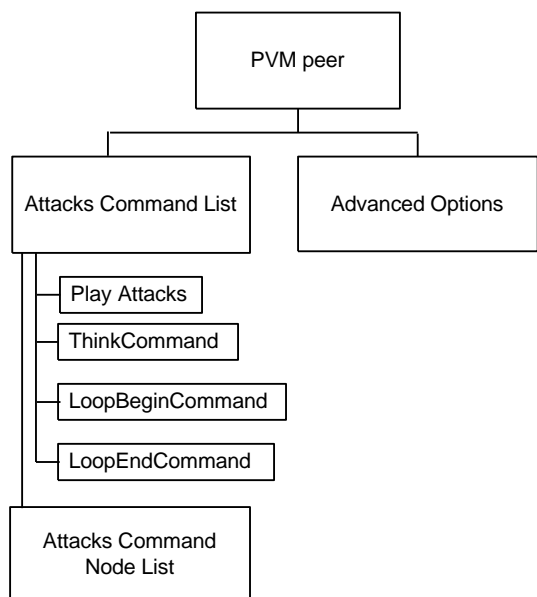 PVM peer
Attacks Command List
Advanced Options
Play Attacks
ThinkCommand
LoopBeginCommand
LoopEndCommand
Attacks Command
Node List